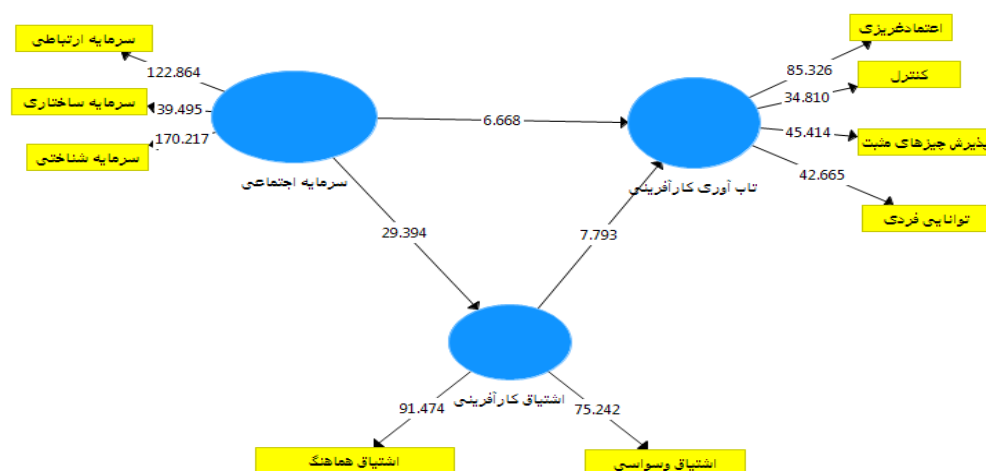 سرمایه ارتباطی
122.864
سرمایه ساختاری
39.495
سرمایه شناختی
170.217
سرمایه اجتماعی
6.668
29.394
اعتمادغریزی
85.326
کنترل
34.810
پذیرش چیزهای مثبت
45.414
توانایی فردی
42.665
تاب آوری کارآفرینی
7.793
اشتیاق کارآفرینی
91.474
75.242
اشتیاق هماهنگ
اشتیاق وسواسی